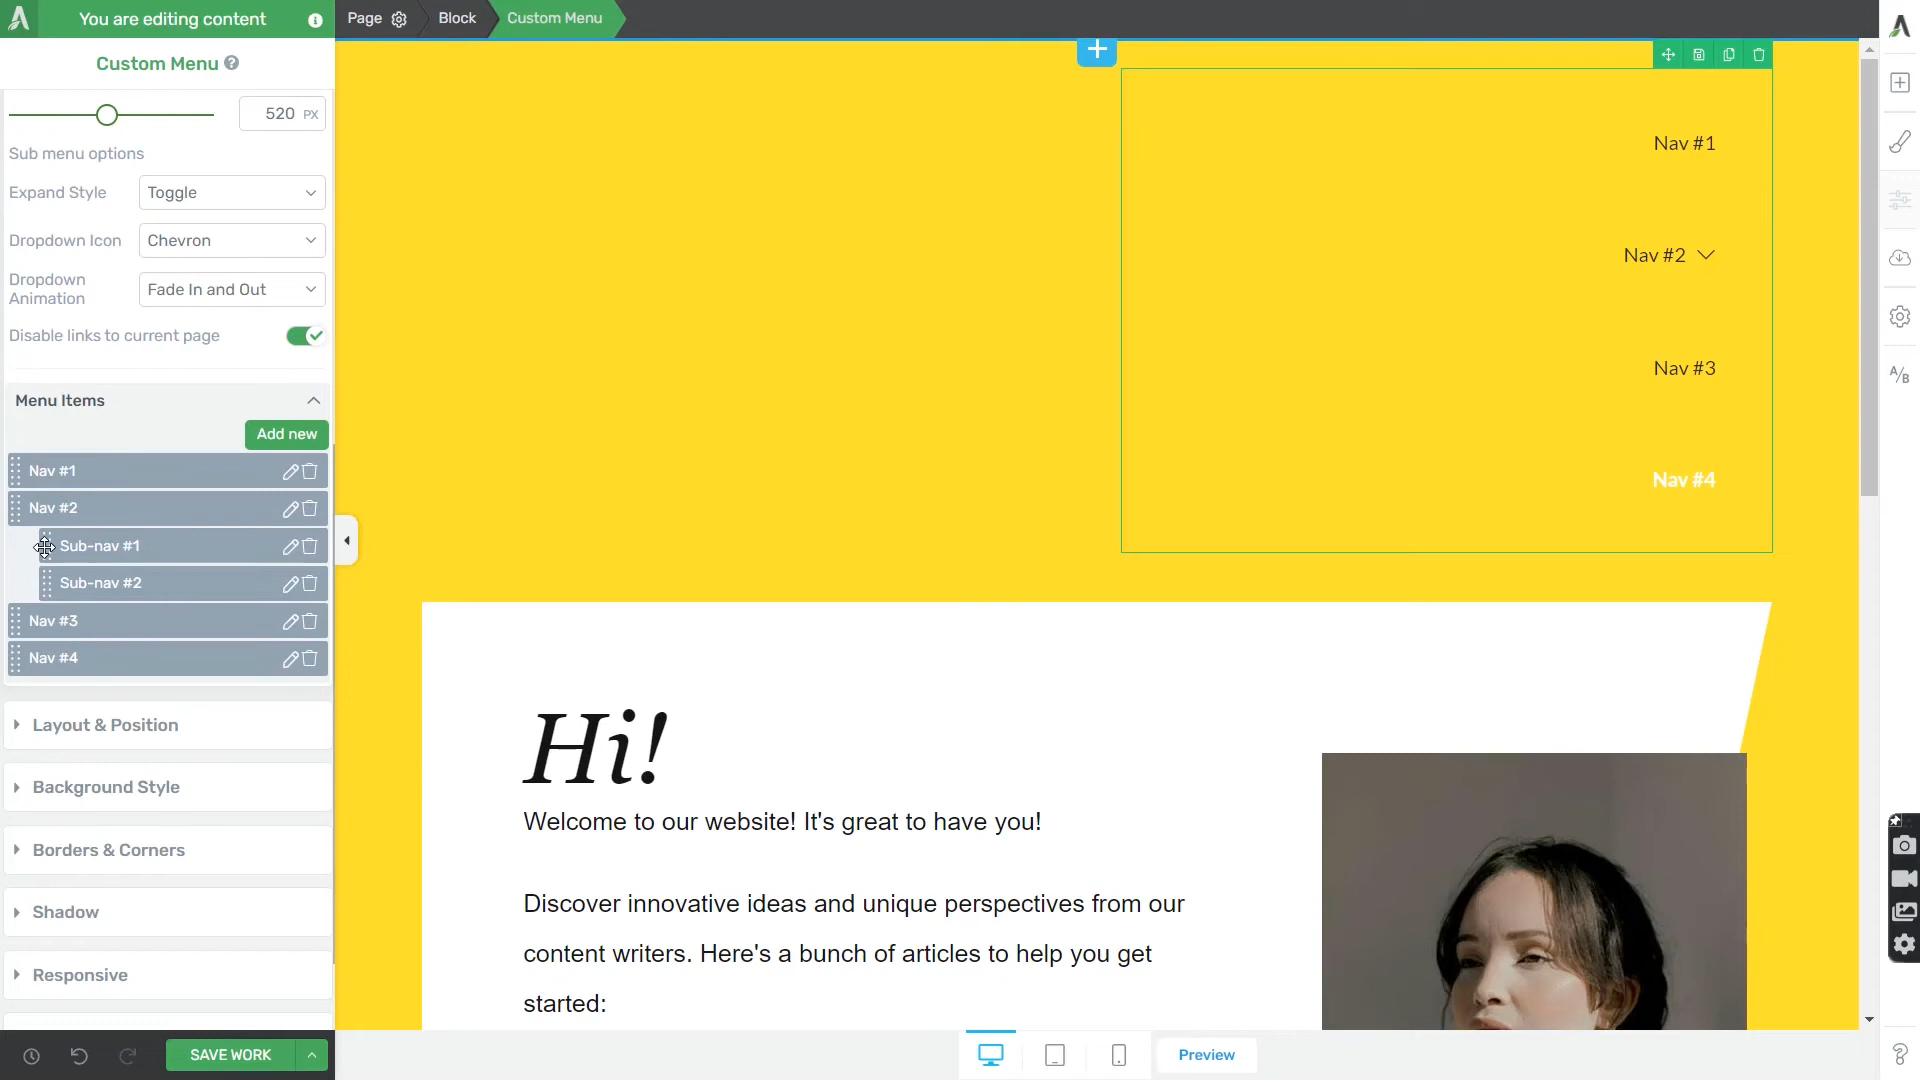 You are editing content
Page
Block
Custom Menu
Custom Menu
520 PX
Sub menu options
Expand Style
Toggle
Dropdown Icon
Chevron
Dropdown
Animation
Fade In and Out
Disable links to current page
Menu Items
Add new
Nav #1
Nav #2
Sub-nav #1
Sub-nav #2
Nav #3
Nav #4
Layout & Position
Background Style
Borders & Corners
Shadow
Responsive
SAVE WORK
Nav #1
Nav #2
Nav #3
Nav #4
Hi!
Welcome to our website! It's great to have you!
Discover innovative ideas and unique perspectives from our
content writers. Here's a bunch of articles to help you get
started:
Preview
A/B